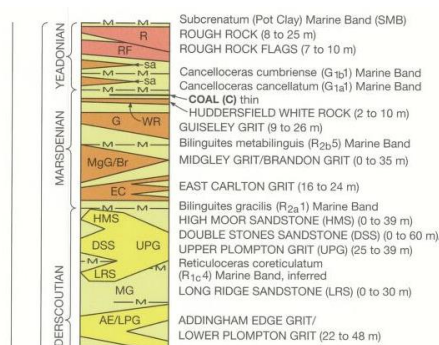 Subcrenatum (Pot Clay) Marine Band (SMB)
R ROUGH ROCK (8 to 25 m)
RF ROUGH ROCK FLAGS (7 to 10 m)
YEADONIAN
sa
M Cancelloceras cumbriense (G1b1) Marine Band
sa
M Cancelloceras cancellatum (G1a1) Marine Band
COAL (C) thin
HUDDERSFIELD WHITE ROCK (2 to 10 m)
G WR GUISELEY GRIT (9 to 26 m)
MARSDENIAN
M M Bilinguites metabilinguis (R2b5) Marine Band
MgG/Br MIDGLEY GRIT/BRANDON GRIT (0 to 35 m)
EC EAST CARLTON GRIT (16 to 24 m)
M M Bilinguites gracilis (R2a1) Marine Band
HMS HIGH MOOR SANDSTONE (HMS) (0 to 39 m)
DSS UPG DOUBLE STONES SANDSTONE (DSS) (0 to 60 m)
UPPER PLOMPTON GRIT (UPG) (25 to 39 m)
M Reticuloceras coreticulatum
M (R1c4) Marine Band, inferred
LRS
MG LONG RIDGE SANDSTONE (LRS) (0 to 30 m)
M
DERSCOUTIAN
AE/LPG ADDINGHAM EDGE GRIT/
LOWER PLOMPTON GRIT (22 to 48 m)